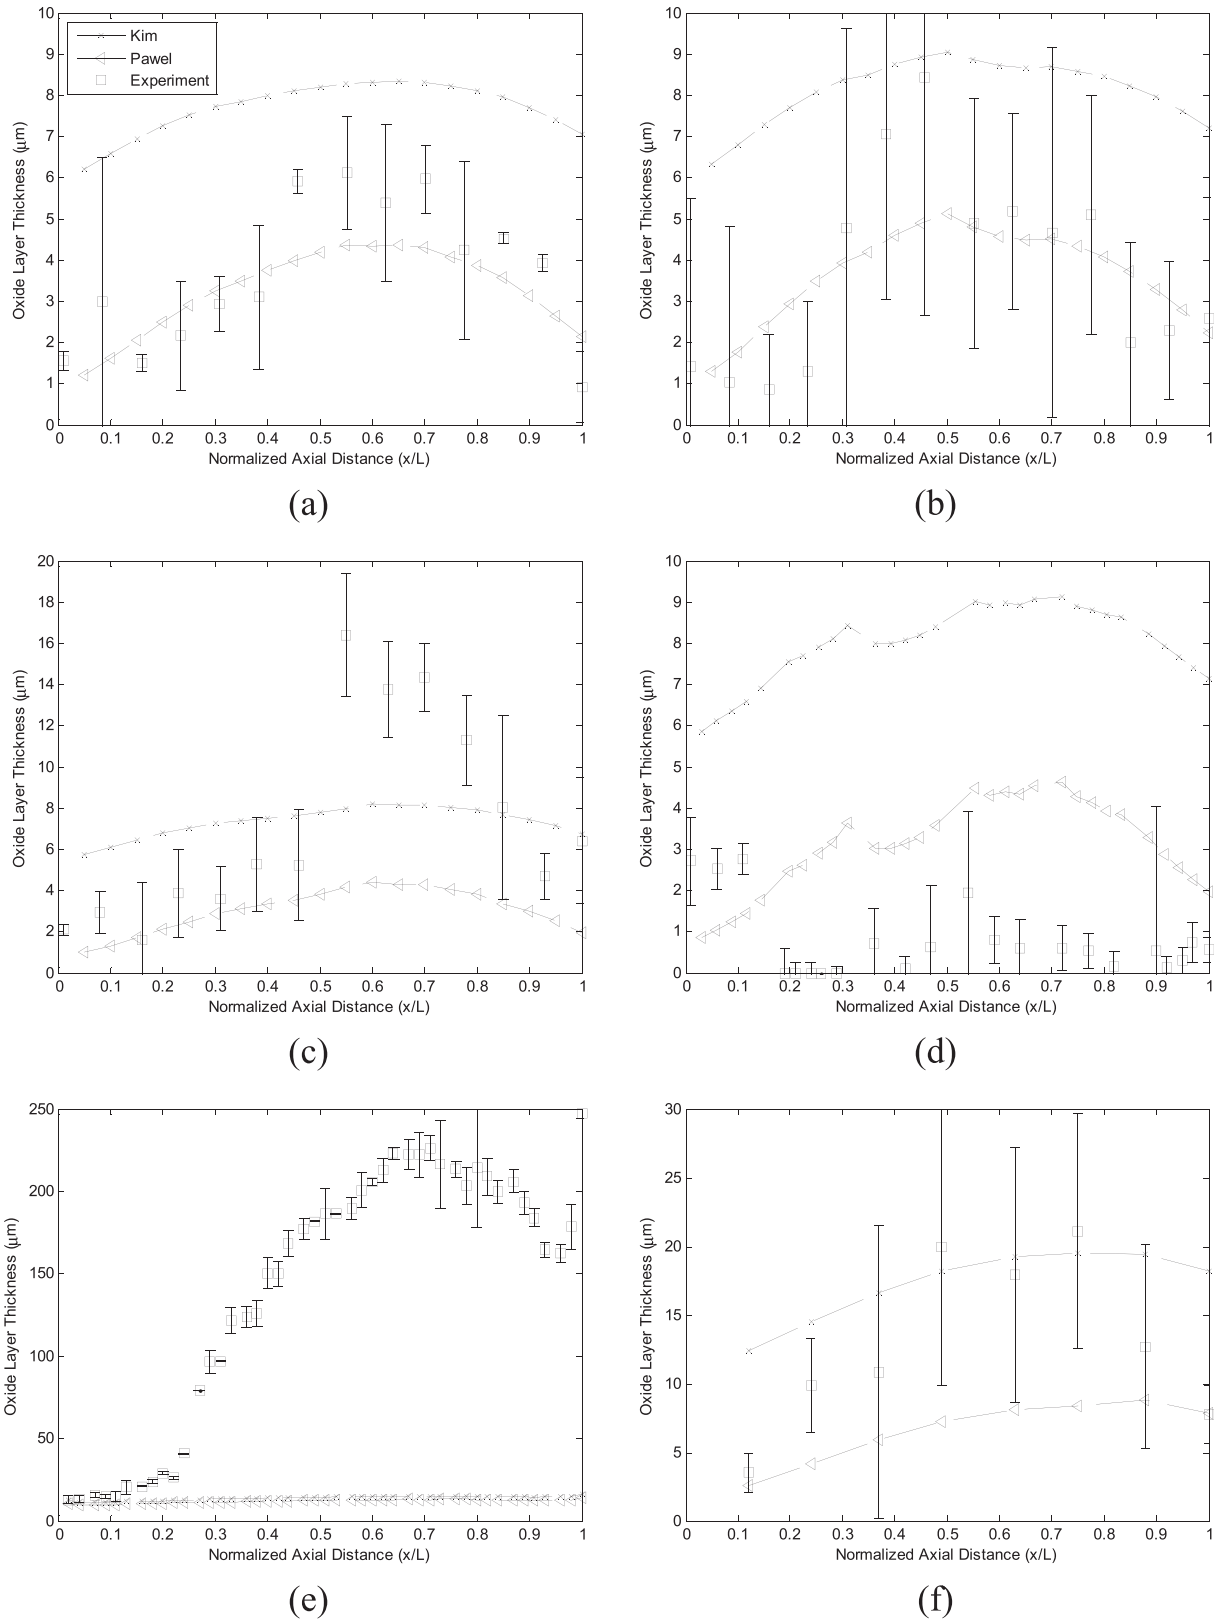 10
9
8
7
6
5
4
3
2
1
0
Oxide Layer Thickness (μm)
Kim
Pawel
Experiment
0 0.1 0.2 0.3 0.4 0.5 0.6 0.7 0.8 0.9 1
Normalized Axial Distance (x/L)
(a)
10
9
8
7
6
5
4
3
2
1
0
Oxide Layer Thickness (μm)
0 0.1 0.2 0.3 0.4 0.5 0.6 0.7 0.8 0.9 1
Normalized Axial Distance (x/L)
(b)
20
18
16
14
12
10
8
6
4
2
0
Oxide Layer Thickness (μm)
0 0.1 0.2 0.3 0.4 0.5 0.6 0.7 0.8 0.9 1
Normalized Axial Distance (x/L)
(c)
10
9
8
7
6
5
4
3
2
1
0
Oxide Layer Thickness (μm)
0 0.1 0.2 0.3 0.4 0.5 0.6 0.7 0.8 0.9 1
Normalized Axial Distance (x/L)
(d)
250
200
150
100
50
0
Oxide Layer Thickness (μm)
0 0.1 0.2 0.3 0.4 0.5 0.6 0.7 0.8 0.9 1
Normalized Axial Distance (x/L)
(e)
30
25
20
15
10
5
0
Oxide Layer Thickness (μm)
0 0.1 0.2 0.3 0.4 0.5 0.6 0.7 0.8 0.9 1
Normalized Axial Distance (x/L)
(f)